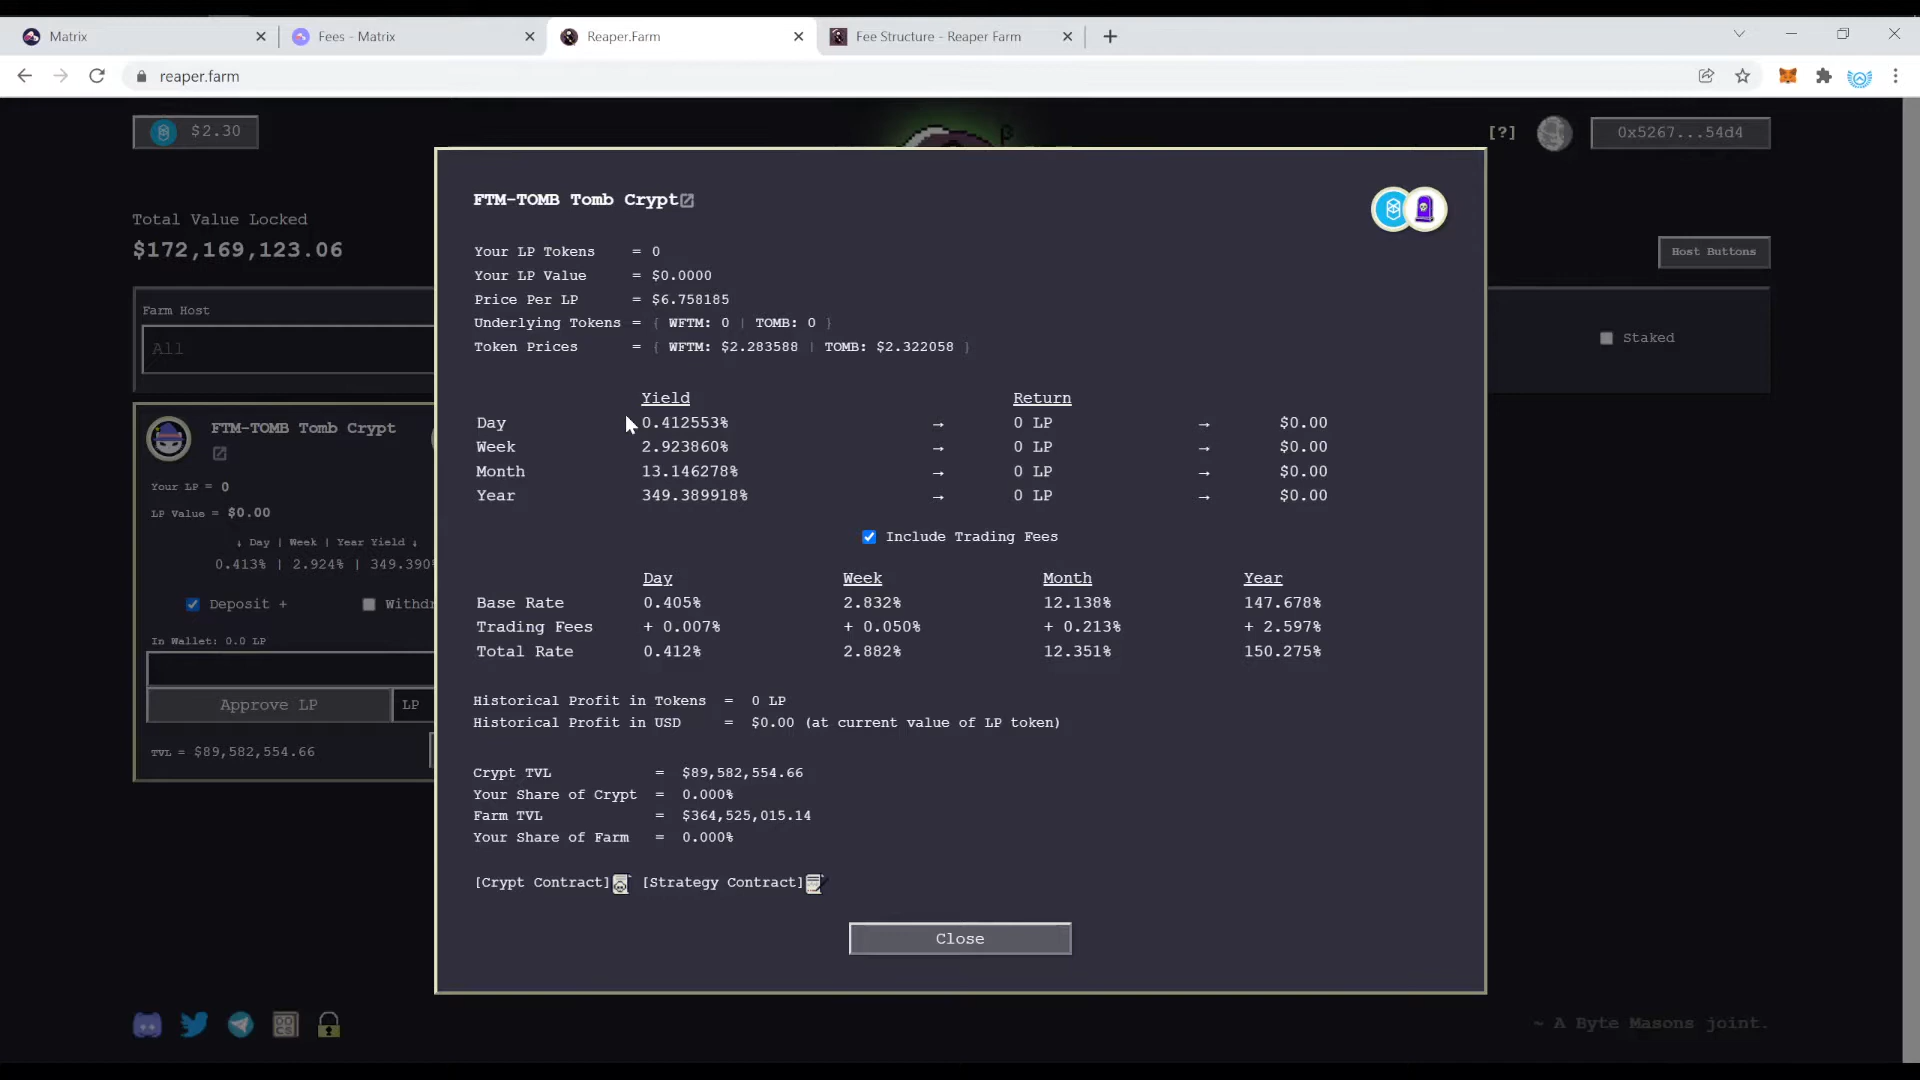 Matrix
Fees - Matrix
Reaper.Farm
Fee Structure - Reaper Farm
reaper.farm
$2.30
[?]
0x5267...54d4
Total Value Locked
$172,169,123.06
Host Buttons
Farm Host
All
Staked
FTM-TOMB Tomb Crypt
Your LP = 0
LP Value = $0.00
↓ Day | Week | Year Yield ↓
0.413% | 2.924% | 349.390%
Deposit +
Withdr
In Wallet: 0.0 LP
Approve LP
LP
TVL = $89,582,554.66
FTM-TOMB Tomb Crypt
Your LP Tokens = 0
Your LP Value = $0.0000
Price Per LP = $6.758185
Underlying Tokens = { WFTM: 0 | TOMB: 0 }
Token Prices = { WFTM: $2.283588 | TOMB: $2.322058 }
Yield Return
Day 0.412553% → 0 LP → $0.00
Week 2.923860% → 0 LP → $0.00
Month 13.146278% → 0 LP → $0.00
Year 349.389918% → 0 LP → $0.00
Include Trading Fees
Day Week Month Year
Base Rate 0.405% 2.832% 12.138% 147.678%
Trading Fees + 0.007% + 0.050% + 0.213% + 2.597%
Total Rate 0.412% 2.882% 12.351% 150.275%
Historical Profit in Tokens = 0 LP
Historical Profit in USD = $0.00 (at current value of LP token)
Crypt TVL = $89,582,554.66
Your Share of Crypt = 0.000%
Farm TVL = $364,525,015.14
Your Share of Farm = 0.000%
[Crypt Contract] [Strategy Contract]
Close
DOCS
~ A Byte Masons joint.